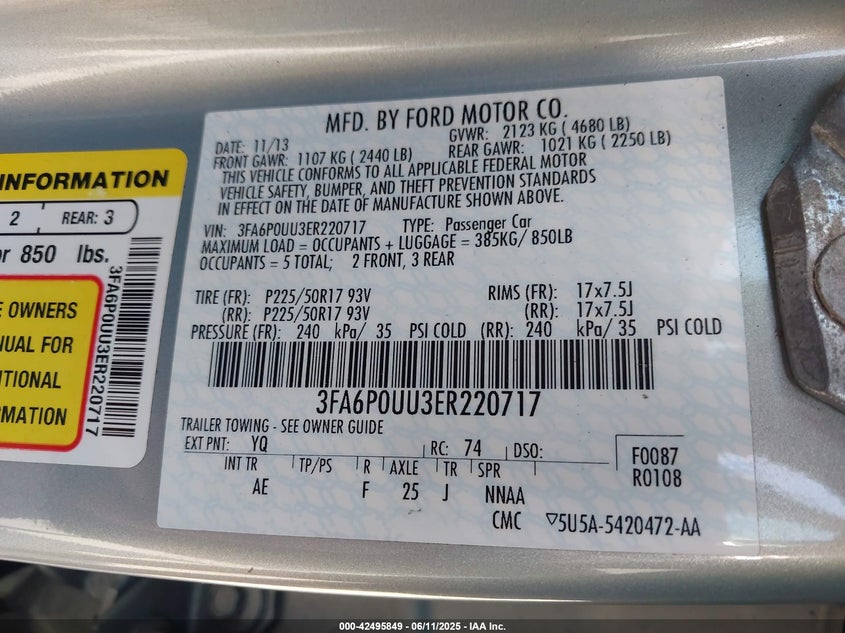 INFORMATION
2 REAR: 3
or 850 lbs.
E OWNERS
NUAL FOR
ITIONAL
MATION
3FA6P0UU3ER220717
MFD. BY FORD MOTOR CO.
DATE: 11/13 GVWR: 2123 KG ( 4680 LB)
FRONT GAWR: 1107 KG ( 2440 LB) REAR GAWR: 1021 KG ( 2250 LB)
THIS VEHICLE CONFORMS TO ALL APPLICABLE FEDERAL MOTOR
VEHICLE SAFETY, BUMPER, AND THEFT PREVENTION STANDARDS
IN EFFECT ON THE DATE OF MANUFACTURE SHOWN ABOVE.
VIN: 3FA6P0UU3ER220717 TYPE: Passenger Car
MAXIMUM LOAD = OCCUPANTS + LUGGAGE = 385KG/ 850LB
OCCUPANTS = 5 TOTAL; 2 FRONT, 3 REAR
TIRE (FR): P225/50R17 93V RIMS (FR): 17x7.5J
(RR): P225/50R17 93V (RR): 17x7.5J
PRESSURE (FR): 240 kPa/ 35 PSI COLD (RR): 240 kPa/ 35 PSI COLD
3FA6P0UU3ER220717
TRAILER TOWING - SEE OWNER GUIDE
EXT PNT: YQ RC: 74 DSO:
F0087
R0108
INT TR TP/PS R AXLE TR SPR
AE F 25 J NNAA
CMC ▽5U5A-5420472-AA
000-42495849 - 06/11/2025 - IAA Inc.